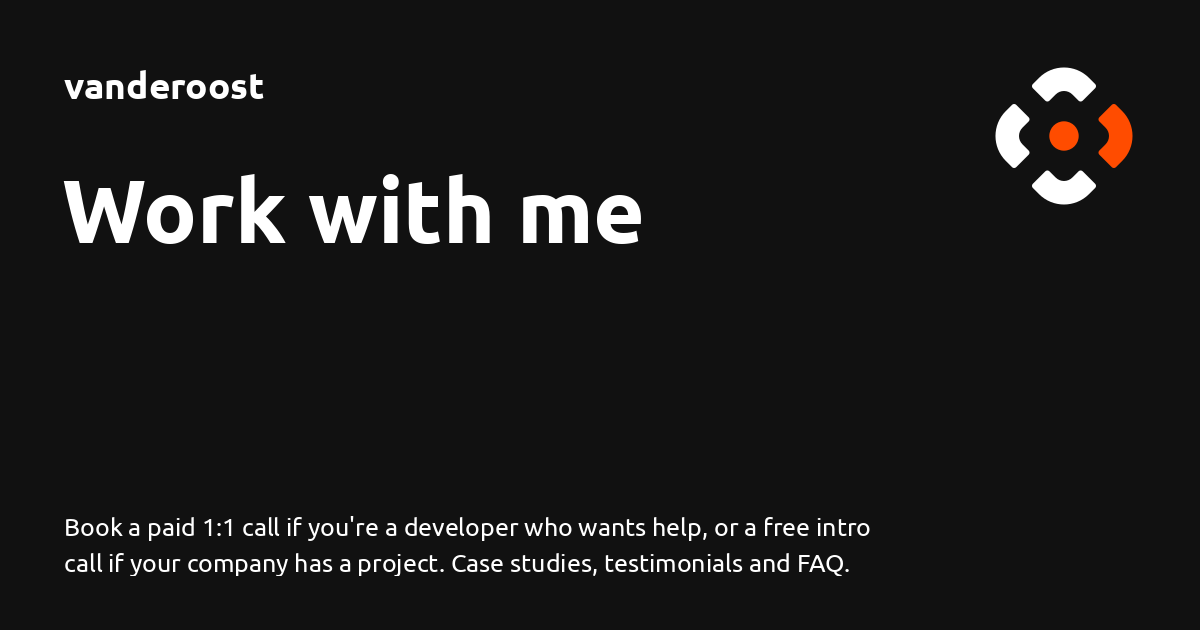 vanderoost
Work with me
Book a paid 1:1 call if you're a developer who wants help, or a free intro
call if your company has a project. Case studies, testimonials and FAQ.